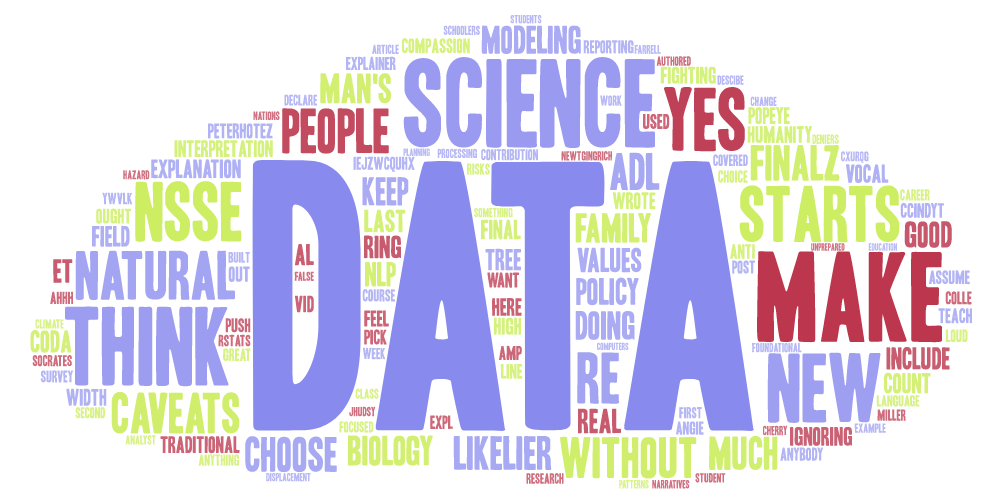 STUDENTS
SCHOOLERS
ARTICLE COMPASSION MODELING REPORTING FARRELL
EXPLAINER SCIENCE AUTHORED
MAN'S FIGHTING DESCIBE
DECLARE WORK CHANGE
NATIONS PEOPLE USED YES POPEYE
PETERHOTEZ HUMANITY DENIERS
INTERPRETATION PLANNING PROCESSING CONTRIBUTION NEWTGINGRICH COVERED FINALZ CXURQG
HAZARD EXPLANATION IEJZWCQUHX RISKS ADL CHOICE VOCAL
YWVLK NSSE DATA KEEP WROTE STARTS CAREER
OUGHT LAST SOMETHING FAMILY CCINDYT
FIELD RING FINAL GOOD
AL UNPREPARED EDUCATION
ET NATURAL BUILT TREE VALUES ANTI MAKE
OUT FALSE NLP WANT POST ASSUME
AHHH VID COURSE HERE POLICY COLLE
CLIMATE THINK PUSH FEEL HIGH DOING TEACH
CODA RSTATS PICK LOUD
SOCRATES GREAT WEEK AMP COMPUTERS FOUNDATIONAL INCLUDE
SURVEY LINE RE NEW COUNT
WIDTH CLASS LANGUAGE
SECOND CAVEATS JHUDSY EXPL REAL FIRST MILLER
FOCUSED ANGIE CHERRY IGNORING EXAMPLE
ANALYST TRADITIONAL CHOOSE BIOLOGY LIKELIER WITHOUT MUCH ANYBODY
ANYTHING
DISPLACEMENT RESEARCH PATTERNS NARRATIVES STUDENT